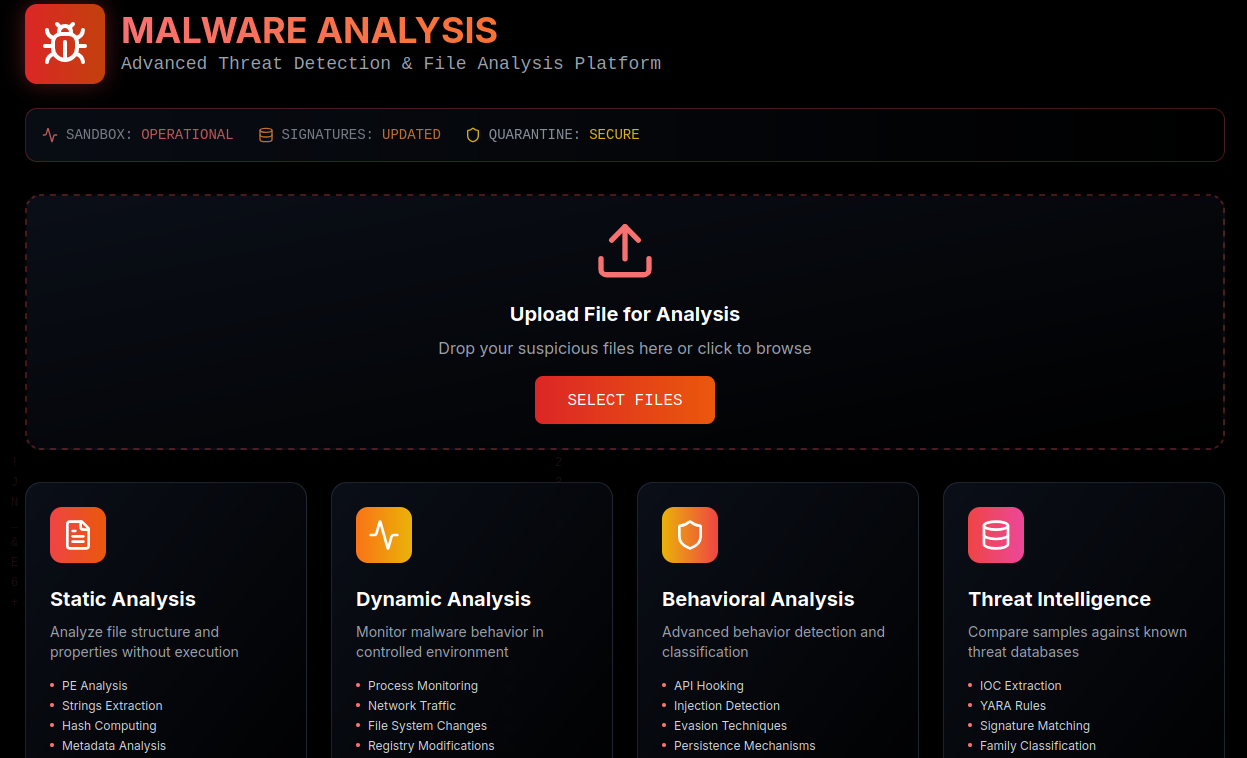 MALWARE ANALYSIS
Advanced Threat Detection & File Analysis Platform
SANDBOX: OPERATIONAL SIGNATURES: UPDATED QUARANTINE: SECURE
Upload File for Analysis
Drop your suspicious files here or click to browse
SELECT FILES
Static Analysis
Analyze file structure and
properties without execution
PE Analysis
Strings Extraction
Hash Computing
Metadata Analysis
Dynamic Analysis
Monitor malware behavior in
controlled environment
Process Monitoring
Network Traffic
File System Changes
Registry Modifications
Behavioral Analysis
Advanced behavior detection and
classification
API Hooking
Injection Detection
Evasion Techniques
Persistence Mechanisms
Threat Intelligence
Compare samples against known
threat databases
IOC Extraction
YARA Rules
Signature Matching
Family Classification